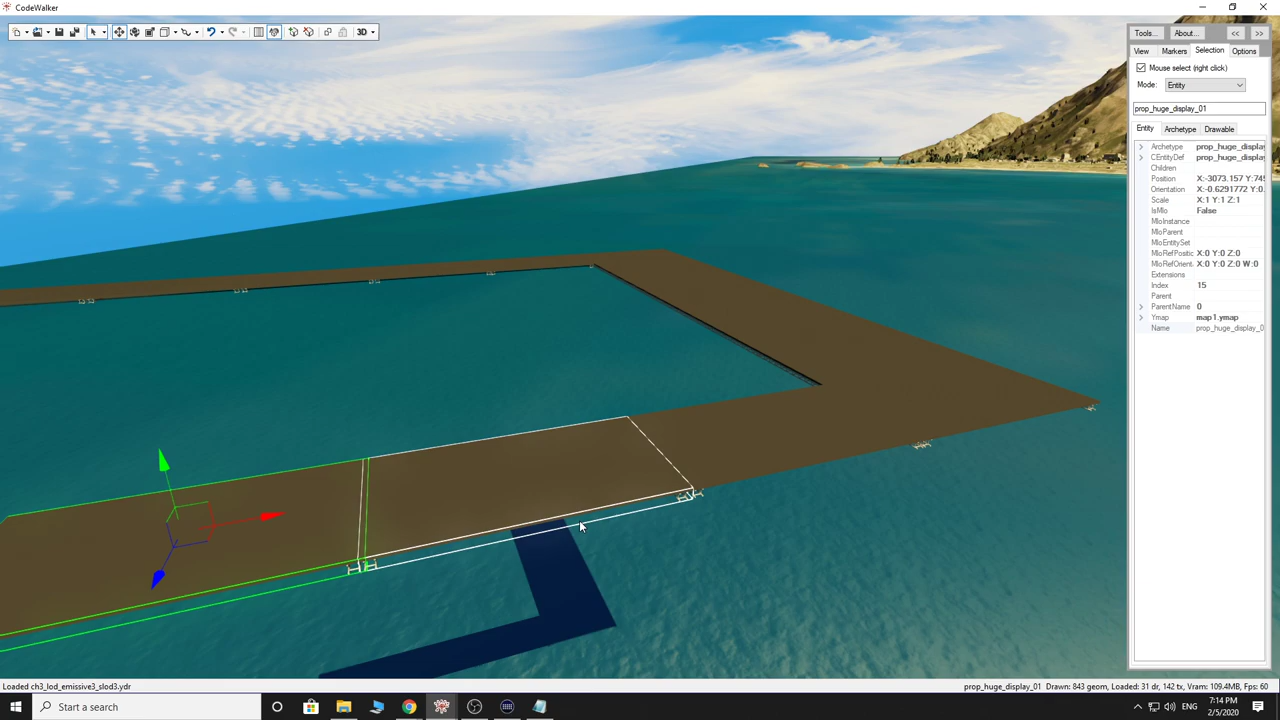 CodeWalker
3D
Tools... About... << >>
View Markers Selection Options
Mouse select (right click)
Mode: Entity
prop_huge_display_01
Entity Archetype Drawable
Archetype prop_huge_display
CEntityDef prop_huge_display
Children
Position X:-3073.157 Y:745
Orientation X:-0.6291772 Y:0.
Scale X:1 Y:1 Z:1
IsMlo False
MloInstance
MloParent
MloEntitySet
MloRefPositic X:0 Y:0 Z:0
MloRefOrient X:0 Y:0 Z:0 W:0
Extensions
Index 15
Parent
ParentName 0
Ymap map1.ymap
Name prop_huge_display_0
Loaded ch3_lod_emissive3_slod3.ydr
prop_huge_display_01 Drawn: 843 geom, Loaded: 31 dr, 142 tx, Vram: 109.4MB, Fps: 60
Start a search
ENG
7:14 PM
2/5/2020